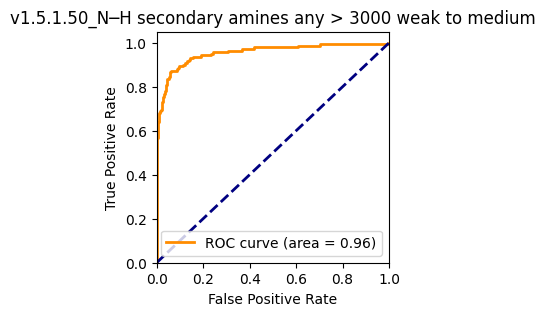 v1.5.1.50_N─H secondary amines any > 3000 weak to medium
1.0
0.8
0.6
0.4
0.2
0.0
True Positive Rate
ROC curve (area = 0.96)
0.0 0.2 0.4 0.6 0.8 1.0
False Positive Rate